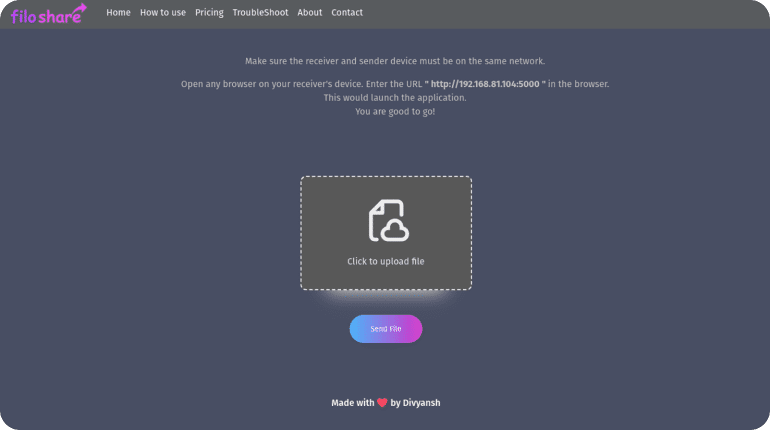 filo share
Home How to use Pricing TroubleShoot About Contact
Make sure the receiver and sender device must be on the same network.
Open any browser on your receiver's device. Enter the URL " http://192.168.81.104:5000 " in the browser.
This would launch the application.
You are good to go!
Click to upload file
Send File
Made with ❤️ by Divyansh